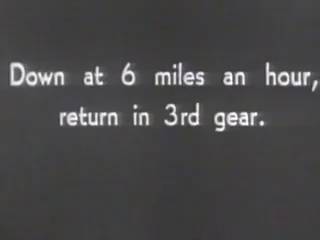 Down at 6 miles an hour,
return in 3rd gear.